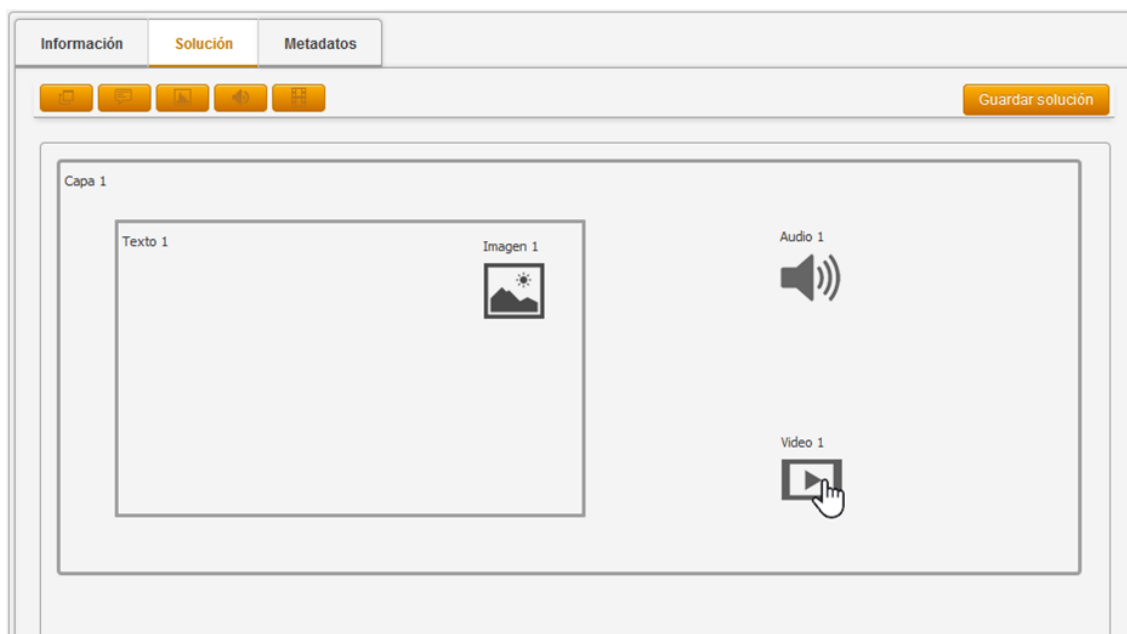 Información
Solución
Metadatos
Guardar solución
Capa 1
Texto 1
Imagen 1
Audio 1
Video 1